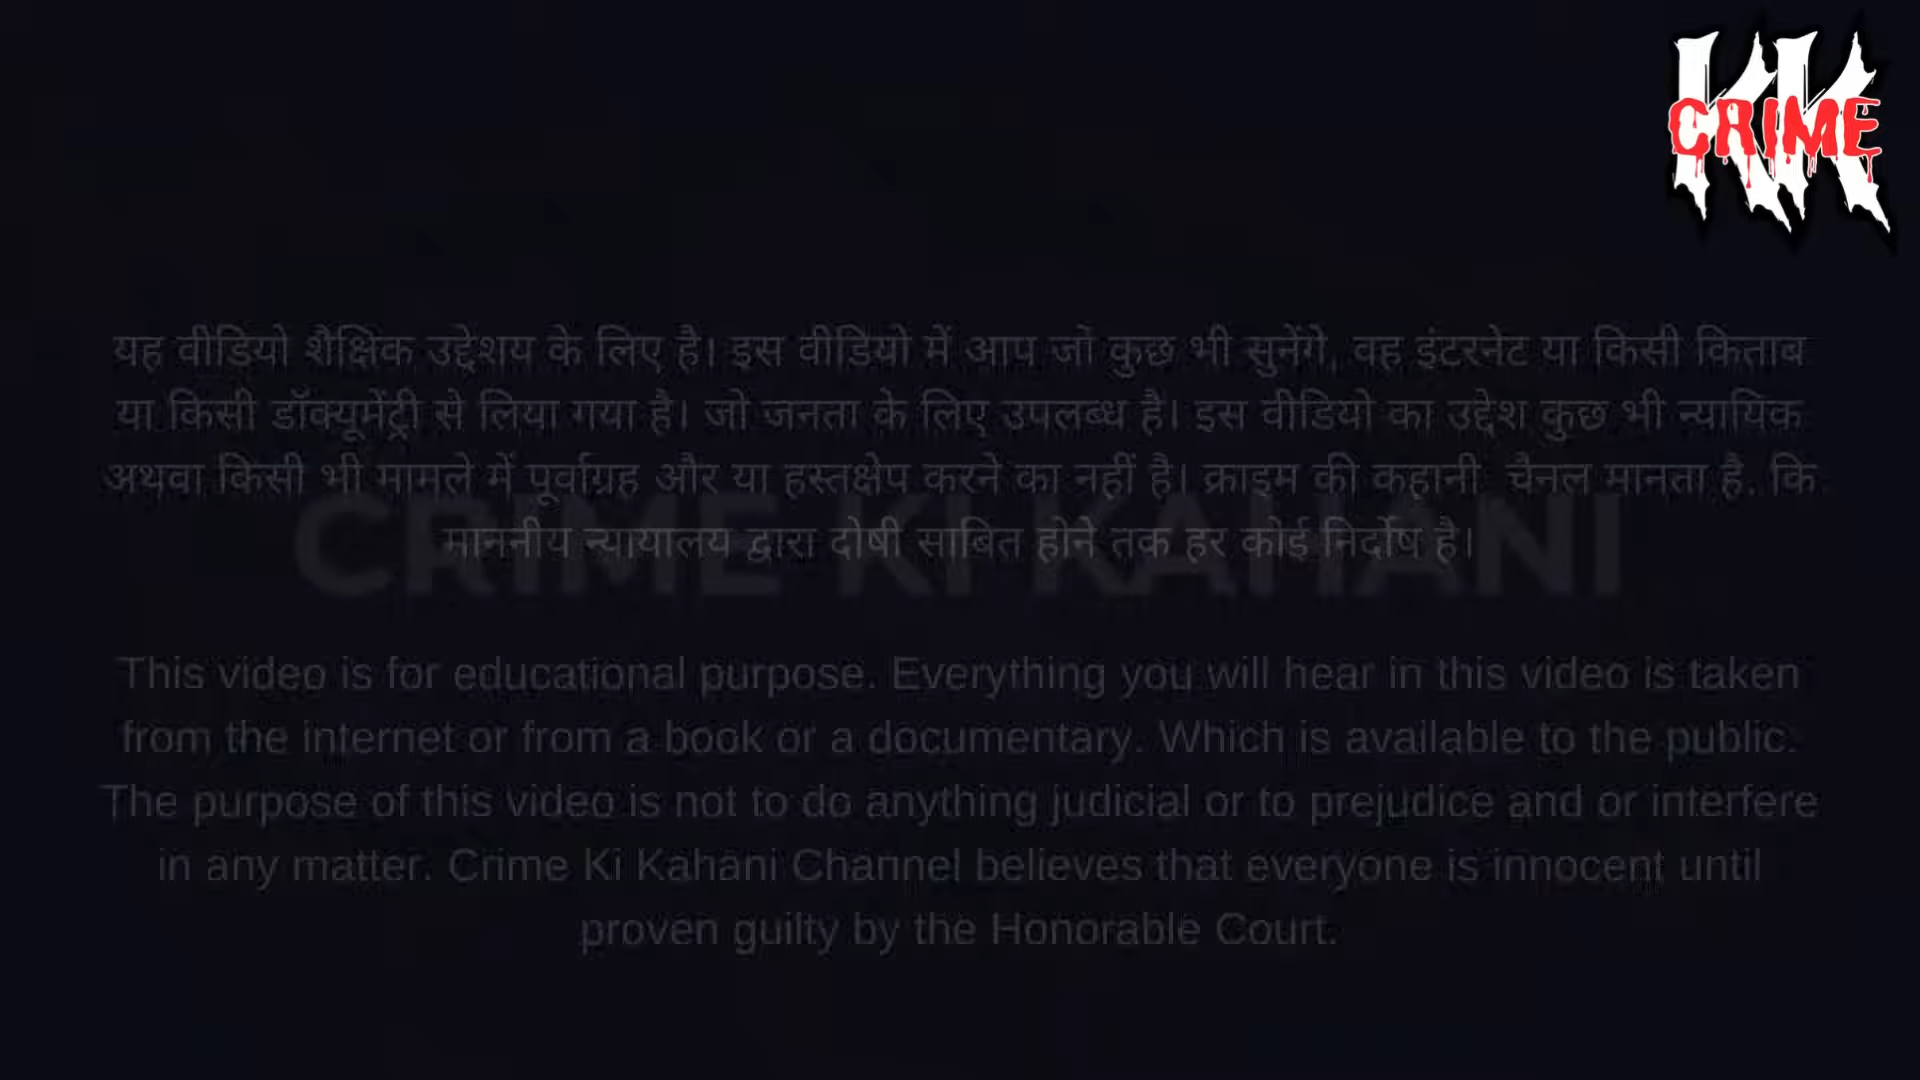 KK
CRIME
यह वीडियो शैक्षिक उद्देशय के लिए है। इस वीडियो में आप जो कुछ भी सुनेंगे, वह इंटरनेट या किसी किताब
या किसी डॉक्यूमेंट्री से लिया गया है। जो जनता के लिए उपलब्ध है। इस वीडियो का उद्देश कुछ भी न्यायिक
अथवा किसी भी मामले में पूर्वाग्रह और या हस्तक्षेप करने का नहीं है। क्राइम की कहानी चैनल मानता है. कि
माननीय न्यायालय द्वारा दोषी साबित होने तक हर कोई निर्दोष है।
CRIME KI KAHANI
This video is for educational purpose. Everything you will hear in this video is taken
from the internet or from a book or a documentary. Which is available to the public.
The purpose of this video is not to do anything judicial or to prejudice and or interfere
in any matter. Crime Ki Kahani Channel believes that everyone is innocent until
proven guilty by the Honorable Court.